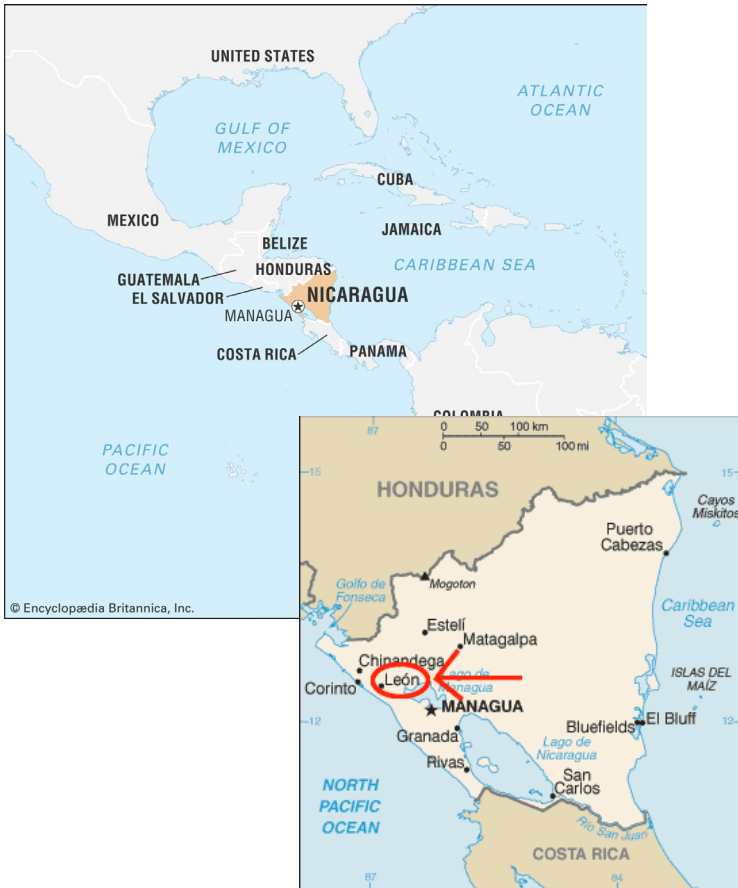 UNITED STATES
ATLANTIC
OCEAN
GULF OF
MEXICO
CUBA
MEXICO
JAMAICA
BELIZE
HONDURAS
CARIBBEAN SEA
GUATEMALA
EL SALVADOR
NICARAGUA
MANAGUA
COSTA RICA
PANAMA
COLOMBIA
PACIFIC
OCEAN
© Encyclopædia Britannica, Inc.
87
0 50 100 km
0 50 100 mi
15
15
HONDURAS
Cayos
Miskitos
Puerto
Cabezas
Mogoton
Golfo de
Fonseca
Caribbean
Sea
Estelí
Matagalpa
Chinandega
Lago de
Managua
ISLAS DEL
MAÍZ
León
Corinto
MANAGUA
12
12
El Bluff
Bluefields
Granada
Lago de
Nicaragua
Rivas
San
Carlos
NORTH
PACIFIC
OCEAN
Río San Juan
COSTA RICA
87
84